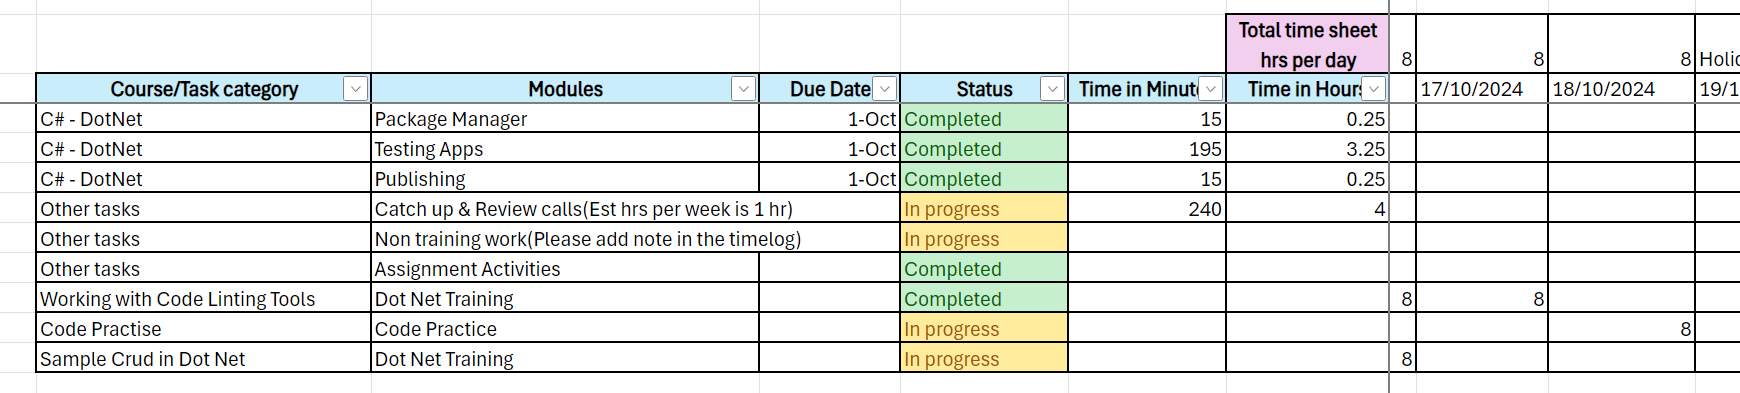 Total time sheet
hrs per day 8 8 8 Holic
Course/Task category Modules Due Date Status Time in Minut Time in Hour 17/10/2024 18/10/2024 19/1
C# - DotNet Package Manager 1-Oct Completed 15 0.25
C# - DotNet Testing Apps 1-Oct Completed 195 3.25
C# - DotNet Publishing 1-Oct Completed 15 0.25
Other tasks Catch up & Review calls(Est hrs per week is 1 hr) In progress 240 4
Other tasks Non training work(Please add note in the timelog) In progress
Other tasks Assignment Activities Completed
Working with Code Linting Tools Dot Net Training Completed 8 8
Code Practise Code Practice In progress 8
Sample Crud in Dot Net Dot Net Training In progress 8